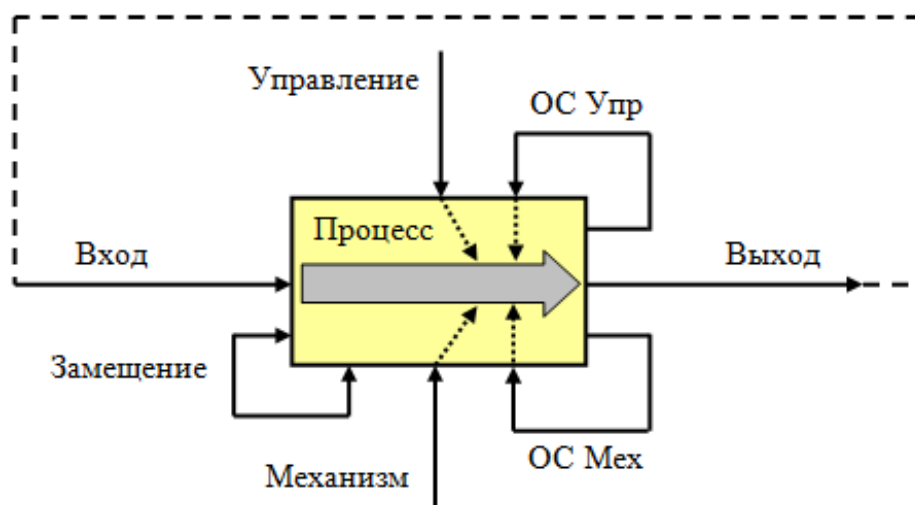 Управление
ОС Упр
Процесс
Вход
Выход
Замещение
ОС Мех
Механизм